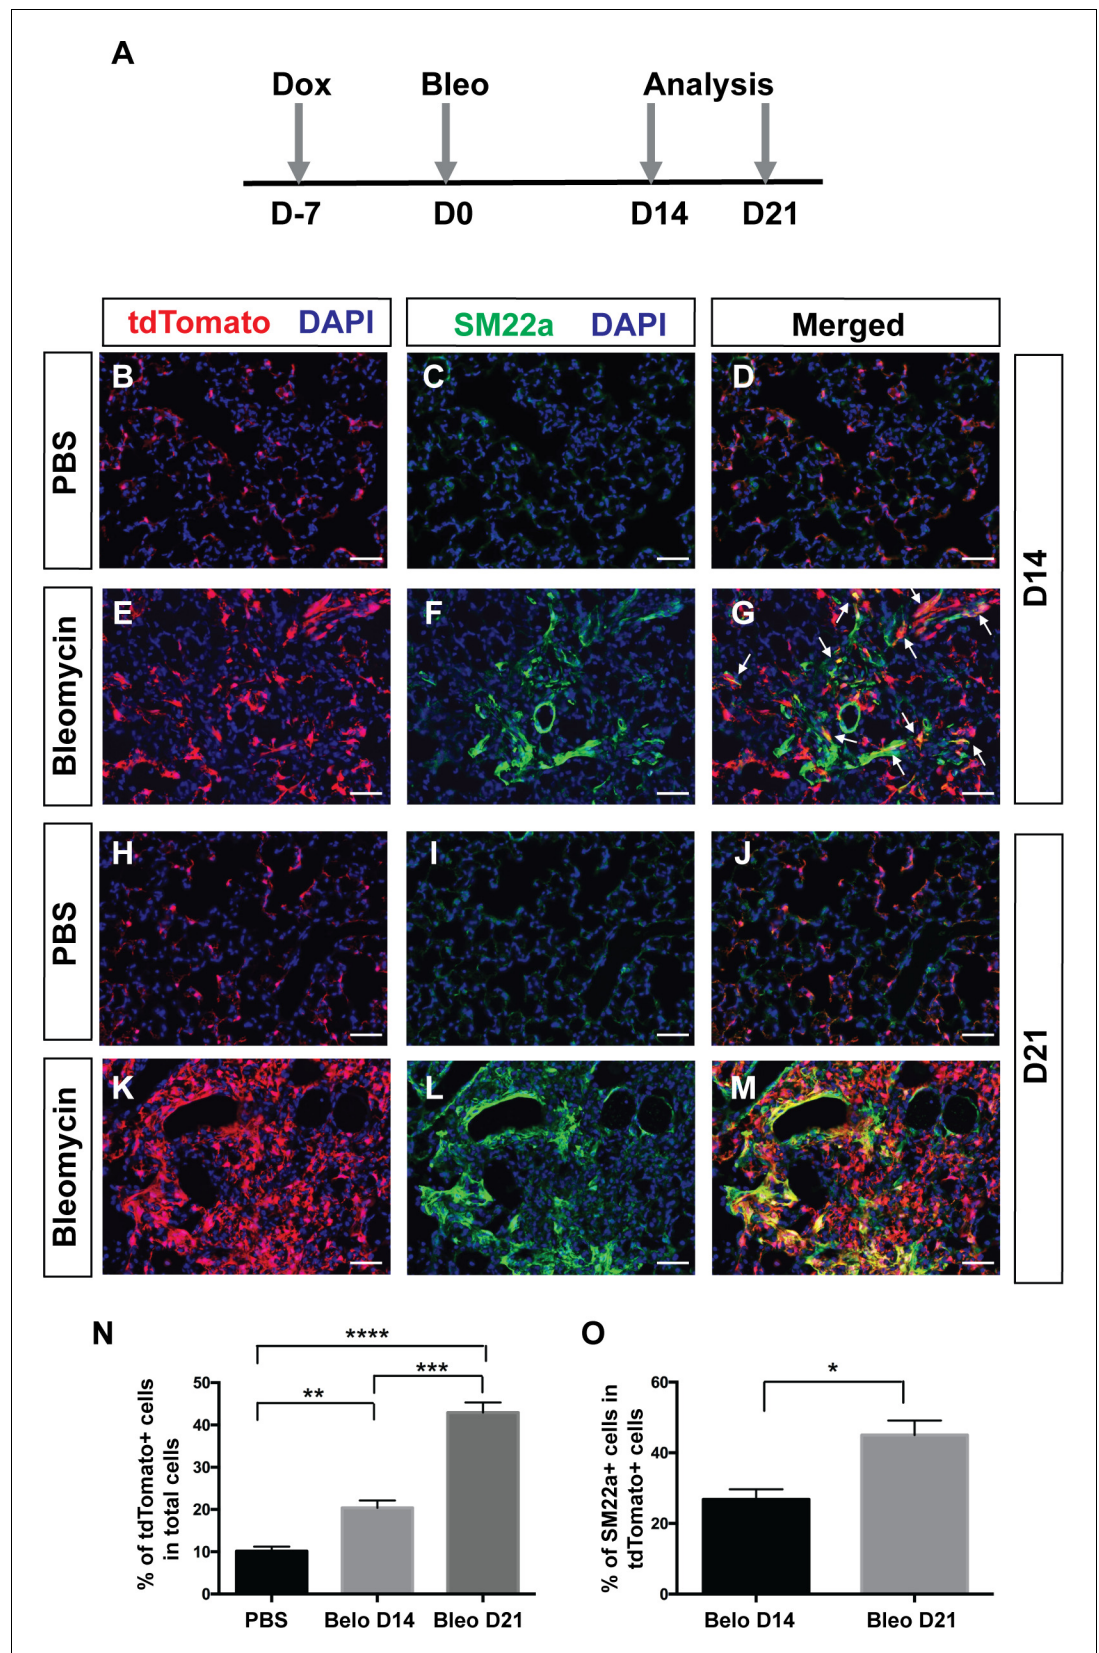 A
Dox Bleo Analysis
D-7 D0 D14 D21
tdTomato DAPI SM22a DAPI Merged
PBS B C D
D14
Bleomycin E F G
PBS H I J
D21
Bleomycin K L M
N
****
***
**
% of tdTomato+ cells
in total cells
50
40
30
20
10
0
PBS Belo D14 Bleo D21
O
*
% of SM22a+ cells in
tdTomato+ cells
60
40
20
0
Belo D14 Bleo D21